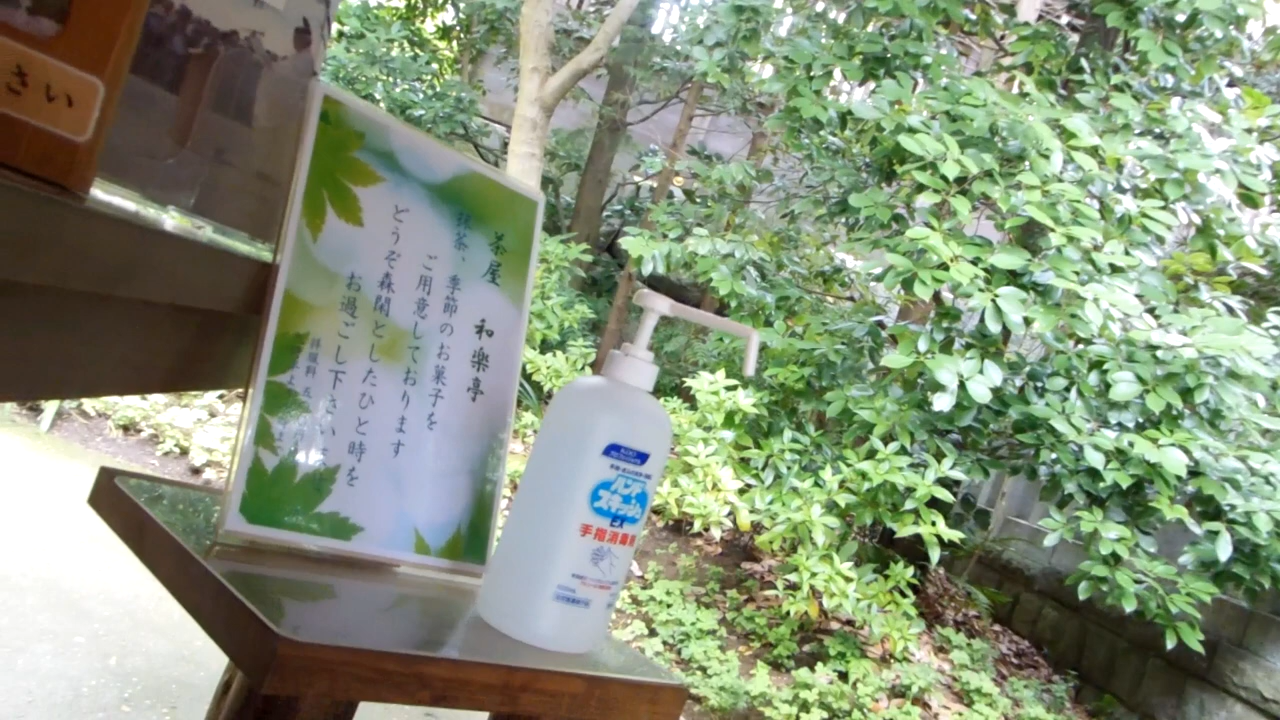 さい
茶屋 和楽亭
抹茶、季節のお菓子を
ご用意しております
どうぞ森閑としたひと時を
お過ごし下さい
ハンド
スキッシュ
EX
手指消毒剤